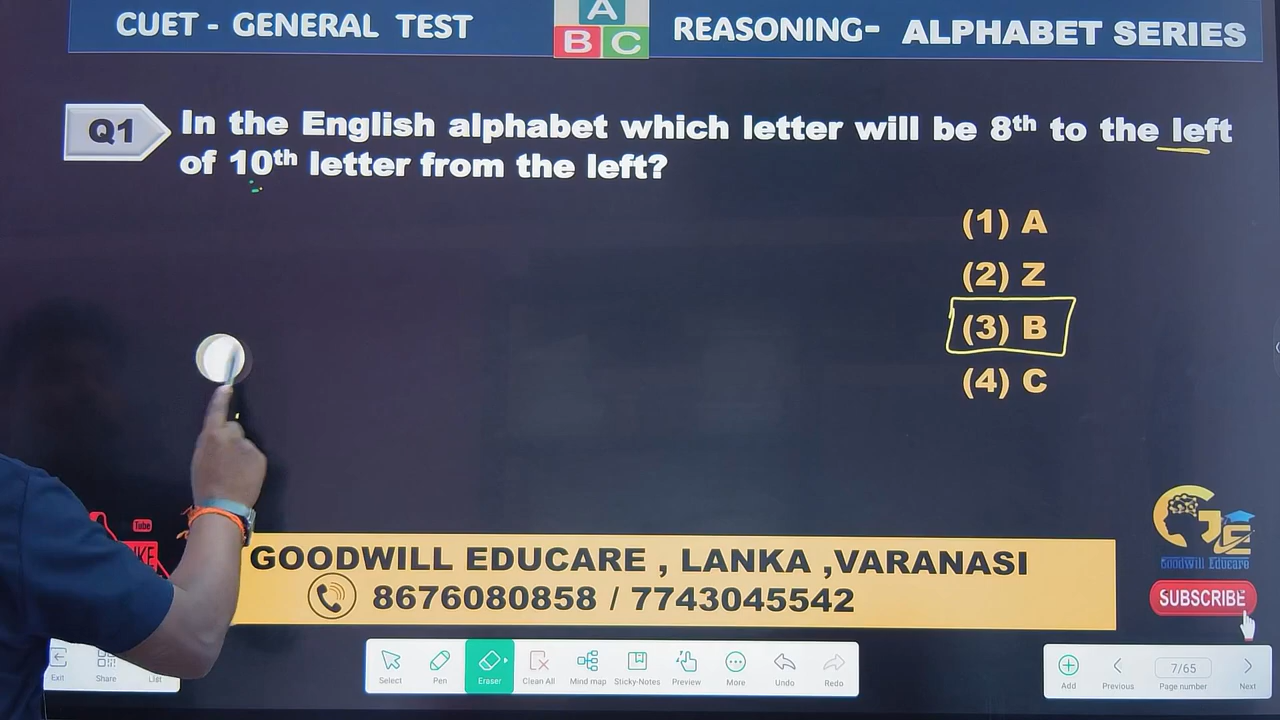 CUET - GENERAL TEST
A
B C
REASONING- ALPHABET SERIES
Q1
In the English alphabet which letter will be 8th to the left
of 10th letter from the left?
(1) A
(2) Z
(3) B
(4) C
Tube
GOODWILL EDUCARE , LANKA ,VARANASI
8676080858 / 7743045542
GE
Goodwill Educare
SUBSCRIBE
Exit
Share
Select
Pen
Eraser
Clean All
Mind map
Sticky-Notes
Preview
More
Undo
Redo
Add
Previous
7/65
Page number
Next